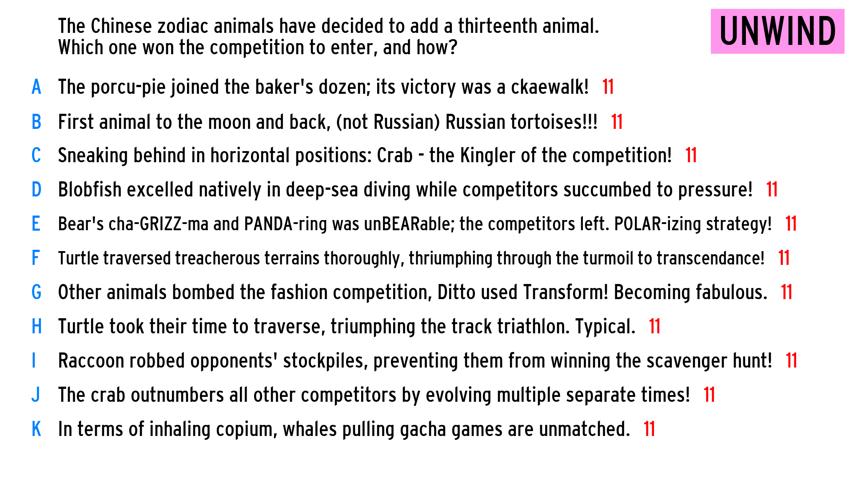 The Chinese zodiac animals have decided to add a thirteenth animal.
Which one won the competition to enter, and how?
UNWIND
A The porcu-pie joined the baker's dozen; its victory was a ckaewalk! 11
B First animal to the moon and back, (not Russian) Russian tortoises!!! 11
C Sneaking behind in horizontal positions: Crab - the Kingler of the competition! 11
D Blobfish excelled natively in deep-sea diving while competitors succumbed to pressure! 11
E Bear's cha-GRIZZ-ma and PANDA-ring was unBEARable; the competitors left. POLAR-izing strategy! 11
F Turtle traversed treacherous terrains thoroughly, thriumphing through the turmoil to transcendance! 11
G Other animals bombed the fashion competition, Ditto used Transform! Becoming fabulous. 11
H Turtle took their time to traverse, triumphing the track triathlon. Typical. 11
I Raccoon robbed opponents' stockpiles, preventing them from winning the scavenger hunt! 11
J The crab outnumbers all other competitors by evolving multiple separate times! 11
K In terms of inhaling copium, whales pulling gacha games are unmatched. 11